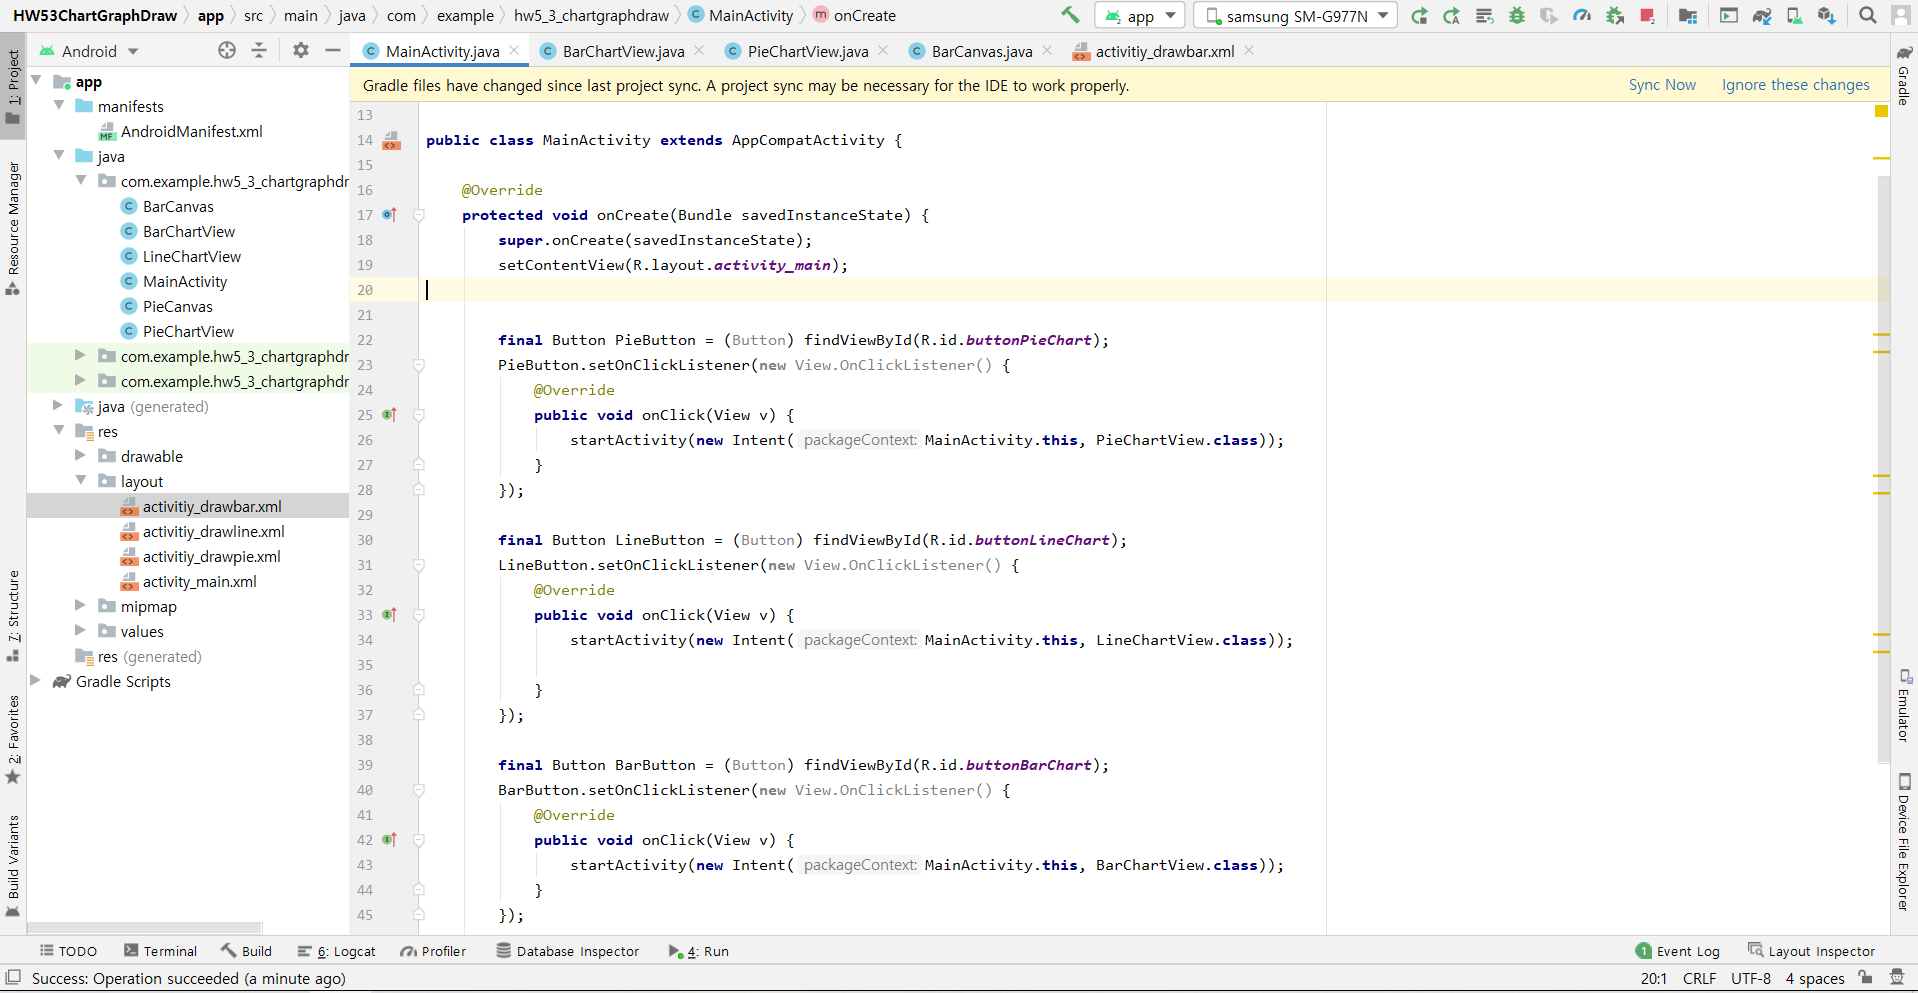 HW53ChartGraphDraw app src main java com example hw5_3_chartgraphdraw MainActivity onCreate app samsung SM-G977N
Android MainActivity.java BarChartView.java PieChartView.java BarCanvas.java activitiy_drawbar.xml
Gradle files have changed since last project sync. A project sync may be necessary for the IDE to work properly. Sync Now Ignore these changes
1: Project
Resource Manager
7: Structure
2: Favorites
Build Variants
app
manifests
AndroidManifest.xml
java
com.example.hw5_3_chartgraphdr
BarCanvas
BarChartView
LineChartView
MainActivity
PieCanvas
PieChartView
com.example.hw5_3_chartgraphdr
com.example.hw5_3_chartgraphdr
java (generated)
res
drawable
layout
activitiy_drawbar.xml
activitiy_drawline.xml
activitiy_drawpie.xml
activity_main.xml
mipmap
values
res (generated)
Gradle Scripts
13
14 public class MainActivity extends AppCompatActivity {
15
16 @Override
17 protected void onCreate(Bundle savedInstanceState) {
18 super.onCreate(savedInstanceState);
19 setContentView(R.layout.activity_main);
20
21
22 final Button PieButton = (Button) findViewById(R.id.buttonPieChart);
23 PieButton.setOnClickListener(new View.OnClickListener() {
24 @Override
25 public void onClick(View v) {
26 startActivity(new Intent( packageContext: MainActivity.this, PieChartView.class));
27 }
28 });
29
30 final Button LineButton = (Button) findViewById(R.id.buttonLineChart);
31 LineButton.setOnClickListener(new View.OnClickListener() {
32 @Override
33 public void onClick(View v) {
34 startActivity(new Intent( packageContext: MainActivity.this, LineChartView.class));
35
36 }
37 });
38
39 final Button BarButton = (Button) findViewById(R.id.buttonBarChart);
40 BarButton.setOnClickListener(new View.OnClickListener() {
41 @Override
42 public void onClick(View v) {
43 startActivity(new Intent( packageContext: MainActivity.this, BarChartView.class));
44 }
45 });
Gradle
Emulator
Device File Explorer
TODO Terminal Build 6: Logcat Profiler Database Inspector 4: Run 1 Event Log Layout Inspector
Success: Operation succeeded (a minute ago) 20:1 CRLF UTF-8 4 spaces